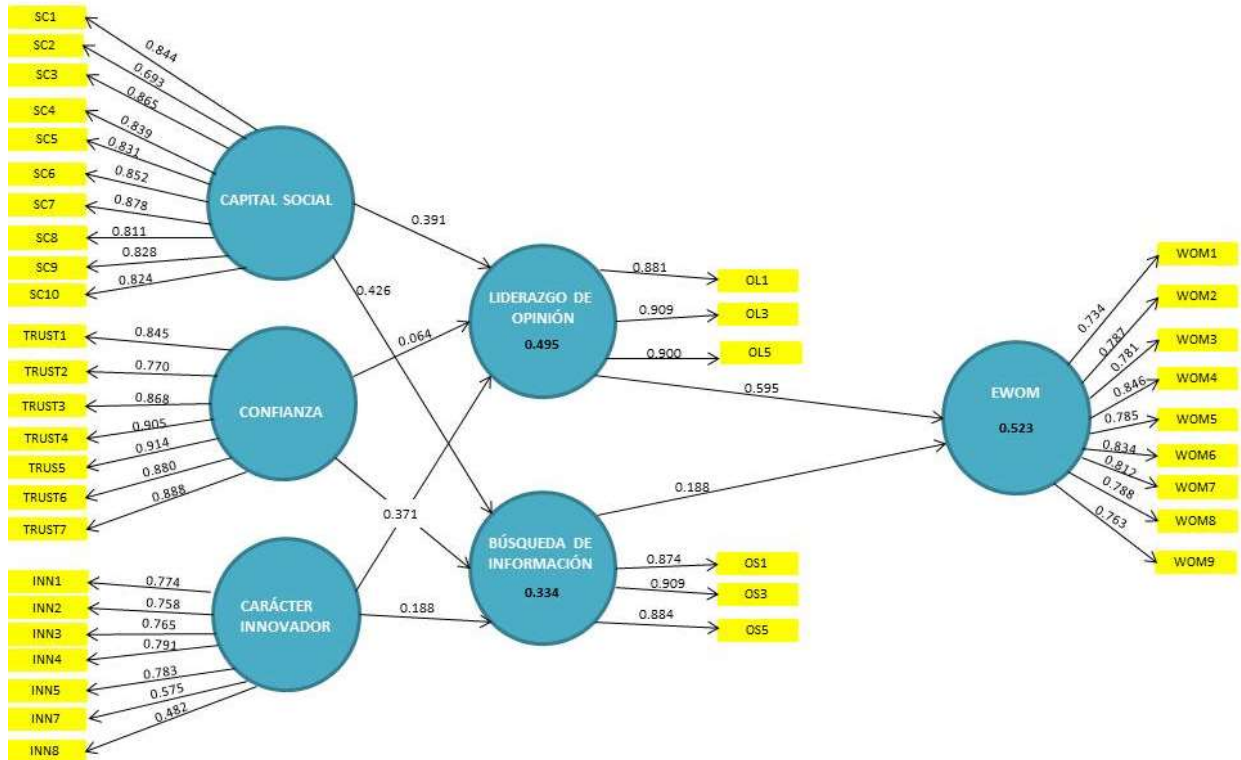 SC1
SC2
SC3
SC4
SC5
SC6
SC7
SC8
SC9
SC10
0.844
0.693
0.865
0.839
0.831
0.852
0.878
0.811
0.828
0.824
CAPITAL SOCIAL
TRUST1
TRUST2
TRUST3
TRUST4
TRUS5
TRUST6
TRUST7
0.845
0.770
0.868
0.905
0.914
0.880
0.888
CONFIANZA
INN1
INN2
INN3
INN4
INN5
INN7
INN8
0.774
0.758
0.765
0.791
0.783
0.575
0.482
CARÁCTER
INNOVADOR
0.391
0.426
0.064
0.371
0.188
LIDERAZGO DE
OPINIÓN
0.495
0.881
0.909
0.900
OL1
OL3
OL5
0.595
BÚSQUEDA DE
INFORMACIÓN
0.334
0.874
0.909
0.884
OS1
OS3
OS5
0.188
EWOM
0.523
0.734
0.787
0.781
0.846
0.785
0.834
0.812
0.788
0.763
WOM1
WOM2
WOM3
WOM4
WOM5
WOM6
WOM7
WOM8
WOM9